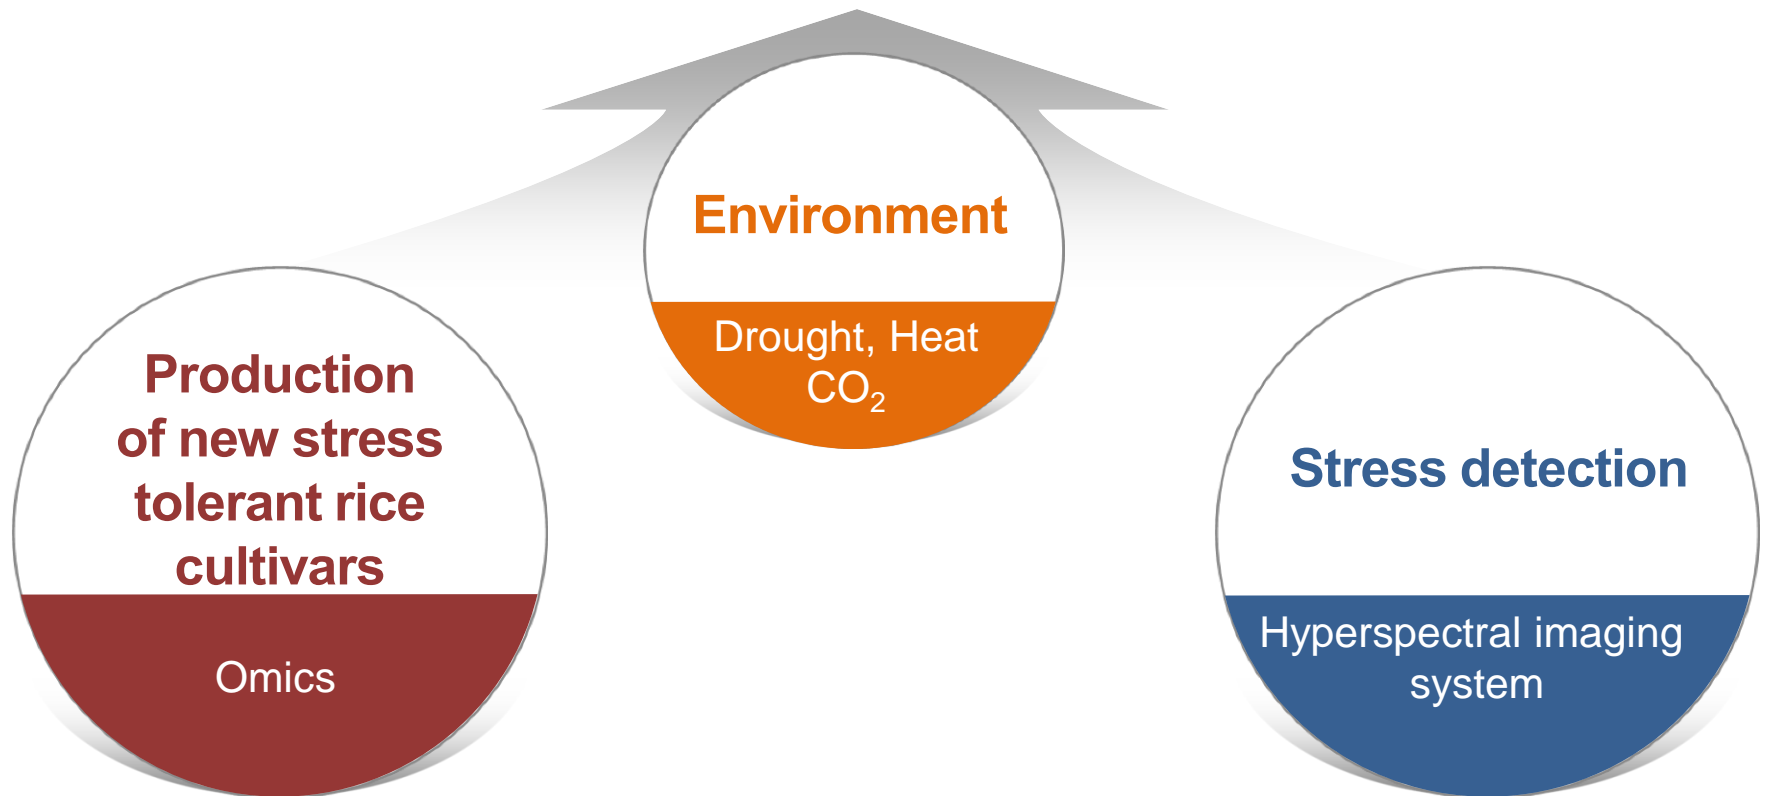 Environment
Drought, Heat
CO₂
Production
of new stress
tolerant rice
cultivars
Omics
Stress detection
Hyperspectral imaging
system